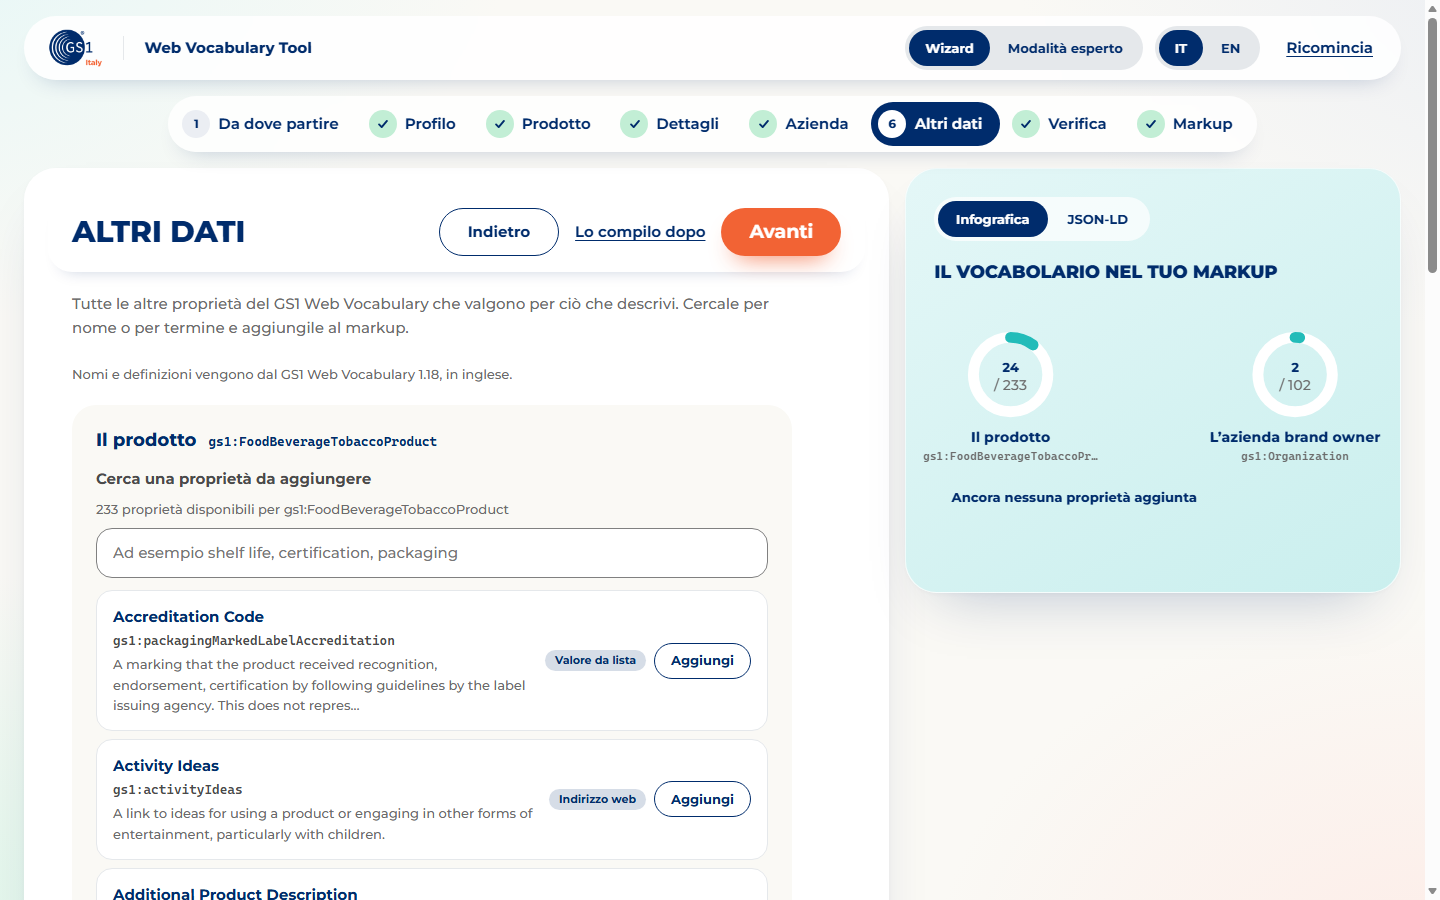 GS1
Italy
Web Vocabulary Tool
Wizard
Modalità esperto
IT
EN
Ricomincia
1
Da dove partire
Profilo
Prodotto
Dettagli
Azienda
6
Altri dati
Verifica
Markup
ALTRI DATI
Indietro
Lo compilo dopo
Avanti
Tutte le altre proprietà del GS1 Web Vocabulary che valgono per ciò che descrivi. Cercale per
nome o per termine e aggiungile al markup.
Nomi e definizioni vengono dal GS1 Web Vocabulary 1.18, in inglese.
Il prodotto gs1:FoodBeverageTobaccoProduct
Cerca una proprietà da aggiungere
233 proprietà disponibili per gs1:FoodBeverageTobaccoProduct
Ad esempio shelf life, certification, packaging
Accreditation Code
gs1:packagingMarkedLabelAccreditation
A marking that the product received recognition,
endorsement, certification by following guidelines by the label
issuing agency. This does not repres...
Valore da lista
Aggiungi
Activity Ideas
gs1:activityIdeas
A link to ideas for using a product or engaging in other forms of
entertainment, particularly with children.
Indirizzo web
Aggiungi
Additional Product Description
Infografica
JSON-LD
IL VOCABOLARIO NEL TUO MARKUP
24
/ 233
Il prodotto
gs1:FoodBeverageTobaccoPr…
2
/ 102
L’azienda brand owner
gs1:Organization
Ancora nessuna proprietà aggiunta